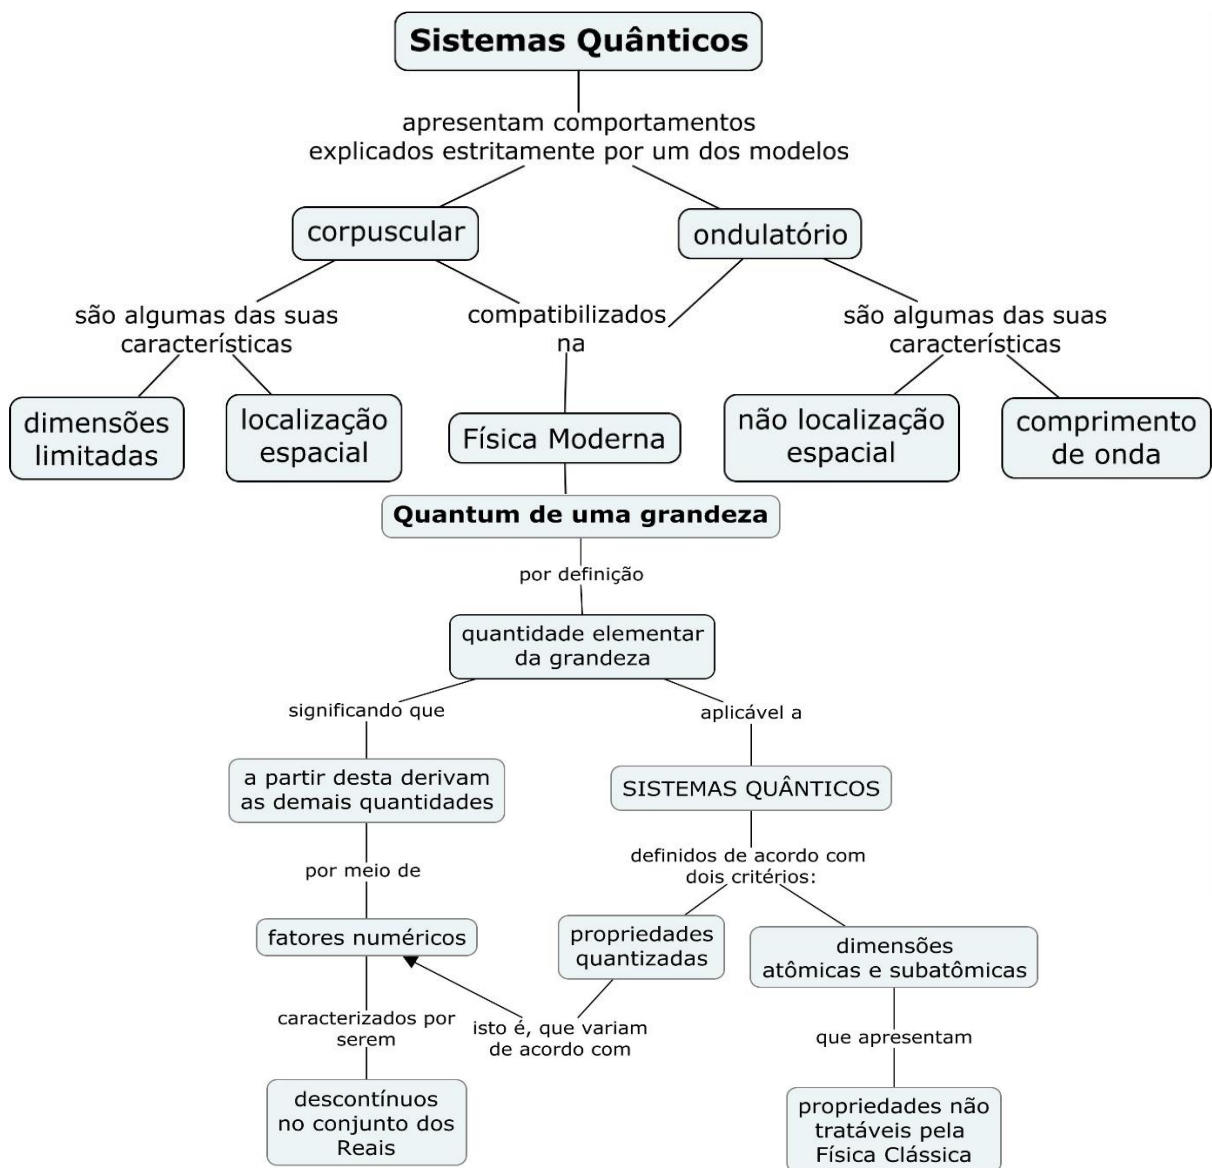 Sistemas Quânticos
apresentam comportamentos
explicados estritamente por um dos modelos
corpuscular
ondulatório
são algumas das suas
características
compatibilizados
na
são algumas das suas
características
dimensões
limitadas
localização
espacial
Física Moderna
não localização
espacial
comprimento
de onda
Quantum de uma grandeza
por definição
quantidade elementar
da grandeza
significando que
aplicável a
a partir desta derivam
as demais quantidades
SISTEMAS QUÂNTICOS
por meio de
definidos de acordo com
dois critérios:
fatores numéricos
propriedades
quantizadas
dimensões
atômicas e subatômicas
caracterizados por
serem
isto é, que variam
de acordo com
que apresentam
descontínuos
no conjunto dos
Reais
propriedades não
tratáveis pela
Física Clássica